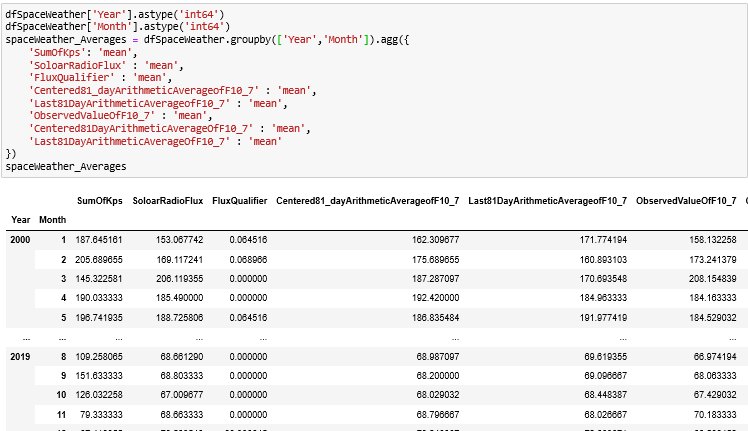 dfSpaceWeather['Year'].astype('int64')
dfSpaceWeather['Month'].astype('int64')
spaceWeather_Averages = dfSpaceWeather.groupby(['Year','Month']).agg({
    'SumOfKps': 'mean',
    'SoloarRadioFlux' : 'mean',
    'FluxQualifier' : 'mean',
    'Centered81_dayArithmeticAverageofF10_7' : 'mean',
    'Last81DayArithmeticAverageofF10_7' : 'mean',
    'ObservedValueOfF10_7' : 'mean',
    'Centered81DayArithmeticAverageOfF10_7' : 'mean',
    'Last81DayArithmeticAverageOfF10_7' : 'mean'
})
spaceWeather_Averages
SumOfKps SoloarRadioFlux FluxQualifier Centered81_dayArithmeticAverageofF10_7 Last81DayArithmeticAverageofF10_7 ObservedValueOfF10_7
Year Month
2000 1 187.645161 153.067742 0.064516 162.309677 171.774194 158.132258
2 205.689655 169.117241 0.068966 175.689655 160.893103 173.241379
3 145.322581 206.119355 0.000000 187.287097 170.693548 208.154839
4 190.033333 185.490000 0.000000 192.420000 184.963333 184.163333
5 196.741935 188.725806 0.064516 186.835484 191.977419 184.529032
... ... ... ... ... ... ... ...
2019 8 109.258065 68.661290 0.000000 68.987097 69.619355 66.974194
9 151.633333 68.803333 0.000000 68.200000 69.096667 68.063333
10 126.032258 67.009677 0.000000 68.029032 68.448387 67.429032
11 79.333333 68.663333 0.000000 68.796667 68.026667 70.183333